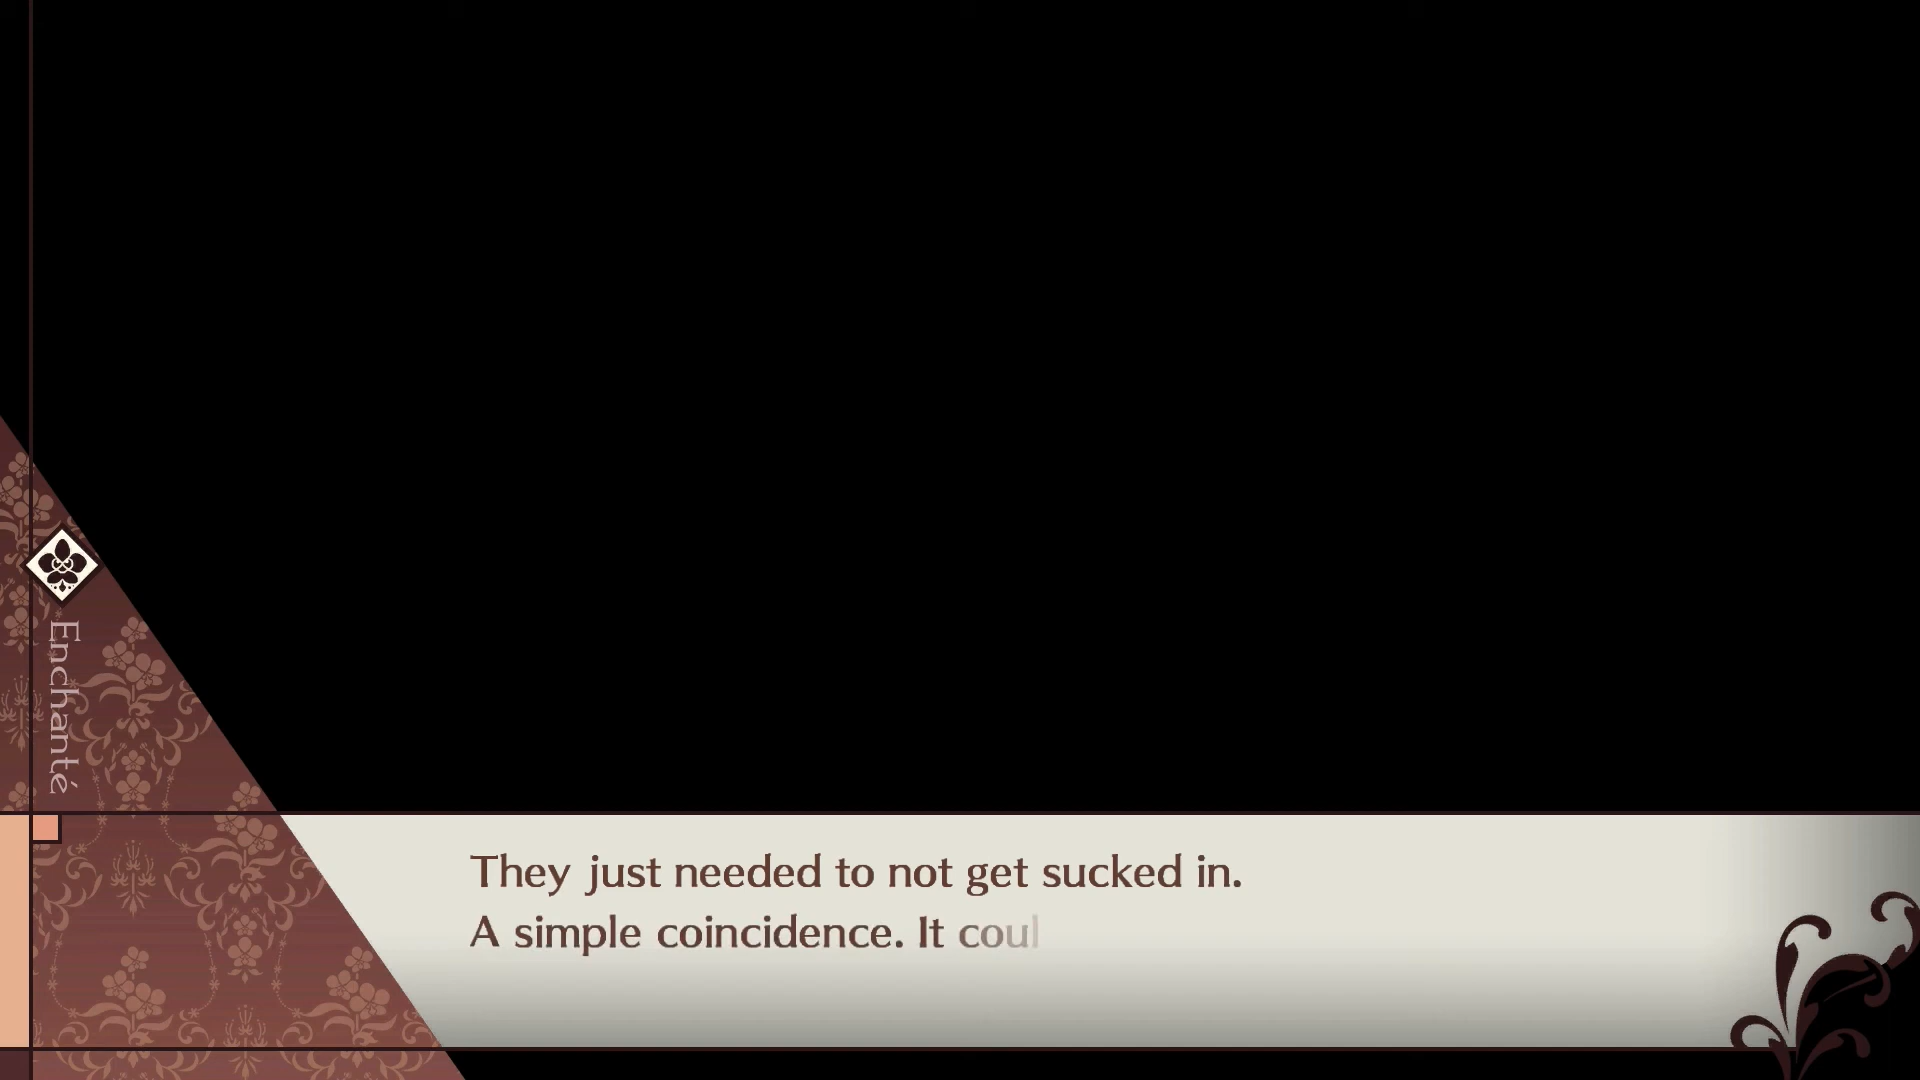 Enchanté
They just needed to not get sucked in.
A simple coincidence. It coul